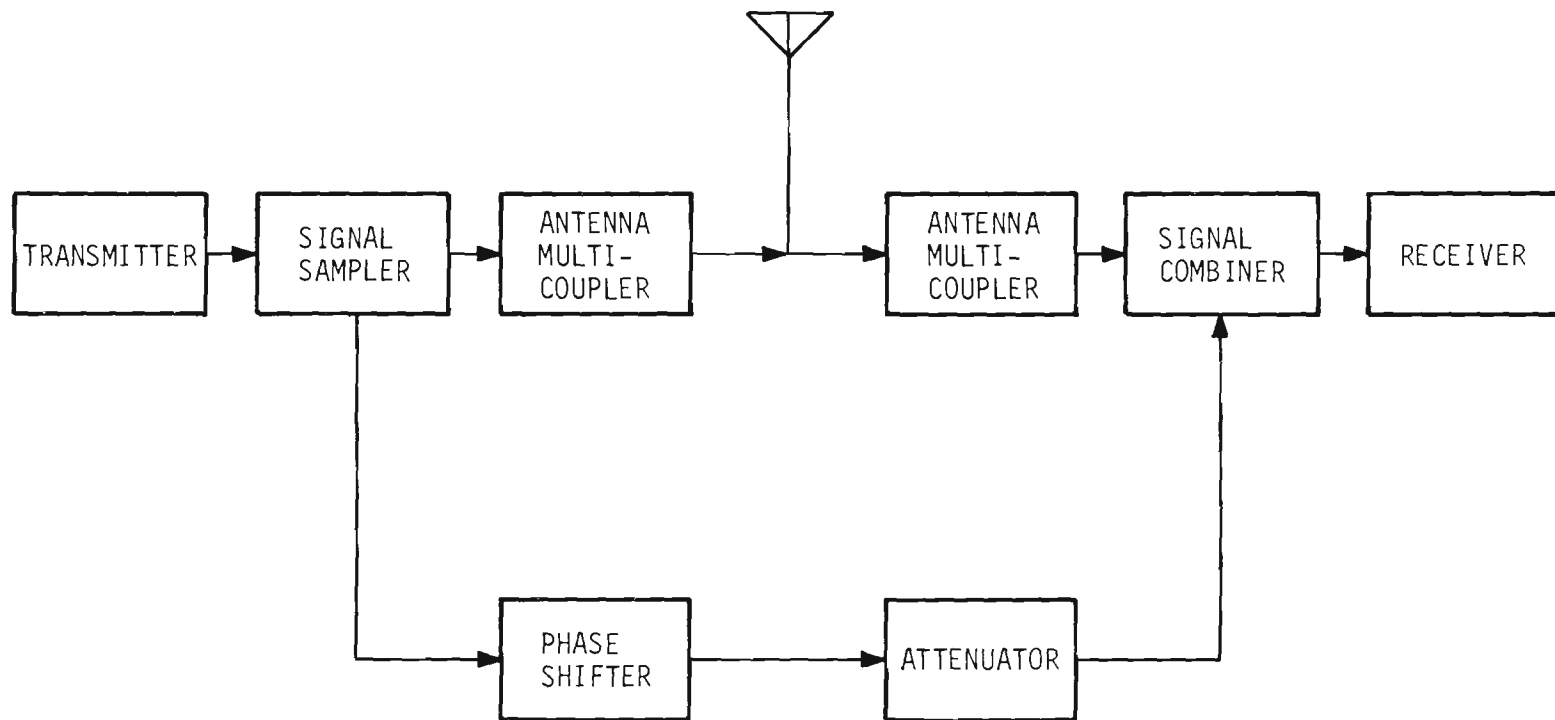 TRANSMITTER
SIGNAL
SAMPLER
ANTENNA
MULTI-
COUPLER
ANTENNA
MULTI-
COUPLER
SIGNAL
COMBINER
RECEIVER
PHASE
SHIFTER
ATTENUATOR